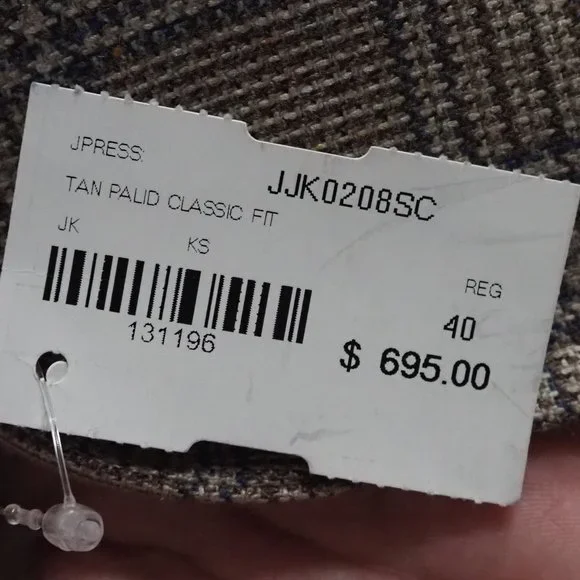 JPRESS:
JJK0208SC
TAN PALID CLASSIC FIT
JK KS
REG
131196
40
$ 695.00